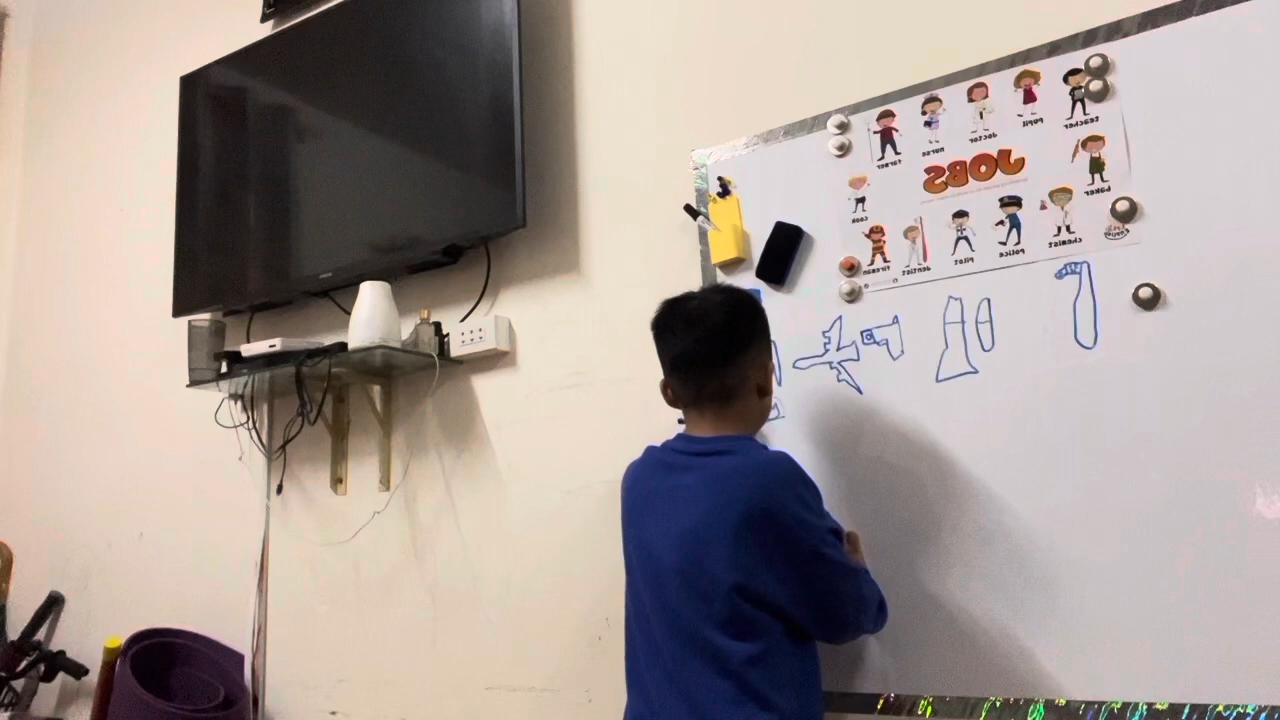 teacher
pupil
doctor
nurse
farmer
JOBS
baker
cook
chemist
police
pilot
dentist
fireman